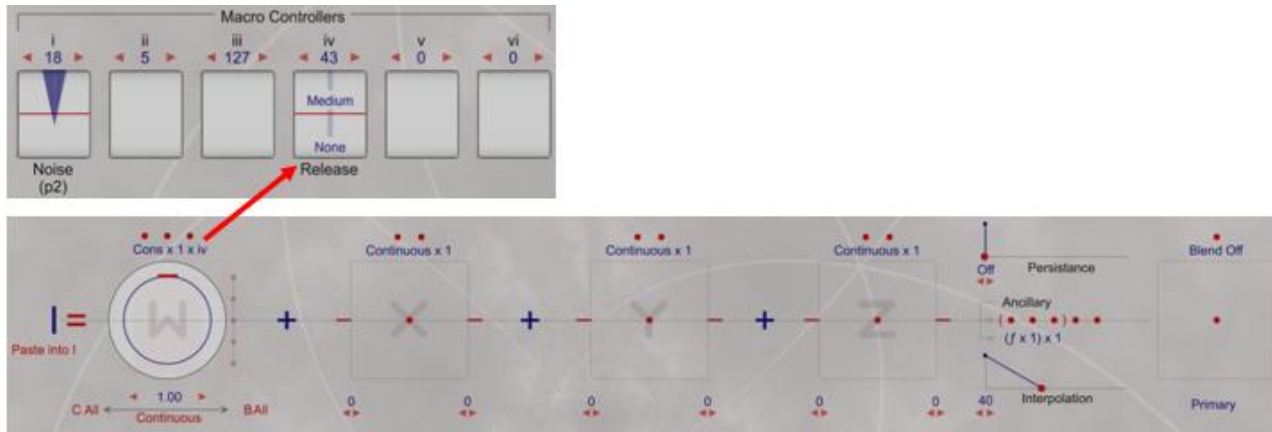 Macro Controllers
i ii iii iv v vi
18 5 127 43 0 0
Medium
None
Noise
(p2)
Release
Cons x 1 x iv
Continuous x 1
Continuous x 1
Continuous x 1
Blend Off
W
X
Y
Z
I = + + +
Paste into I
Off
Persistance
Ancillary
(ƒ x 1) x 1
1.00
C All
Continuous
B All
0 0
0 0
0 0
40
Interpolation
Primary